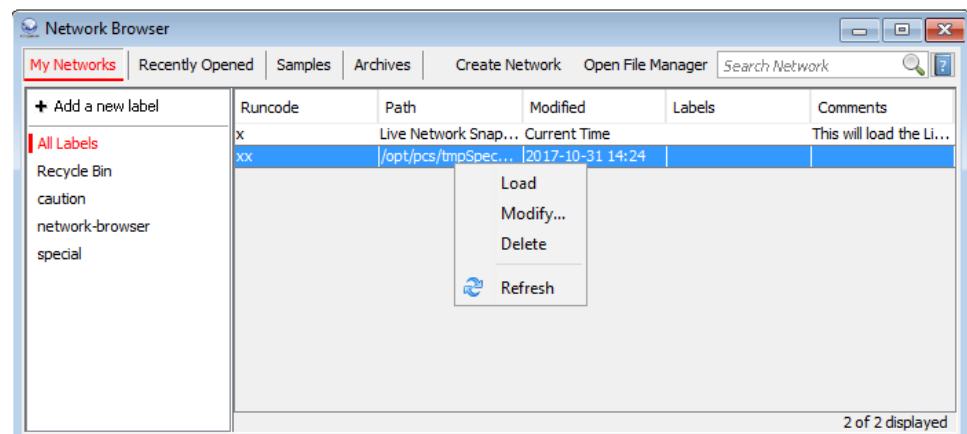 Network Browser
My Networks Recently Opened Samples Archives Create Network Open File Manager Search Network ?
+ Add a new label
All Labels
Recycle Bin
caution
network-browser
special
Runcode Path Modified Labels Comments
x Live Network Snap... Current Time This will load the Li...
xx /opt/pcs/tmpSpec... 2017-10-31 14:24
Load
Modify...
Delete
Refresh
2 of 2 displayed